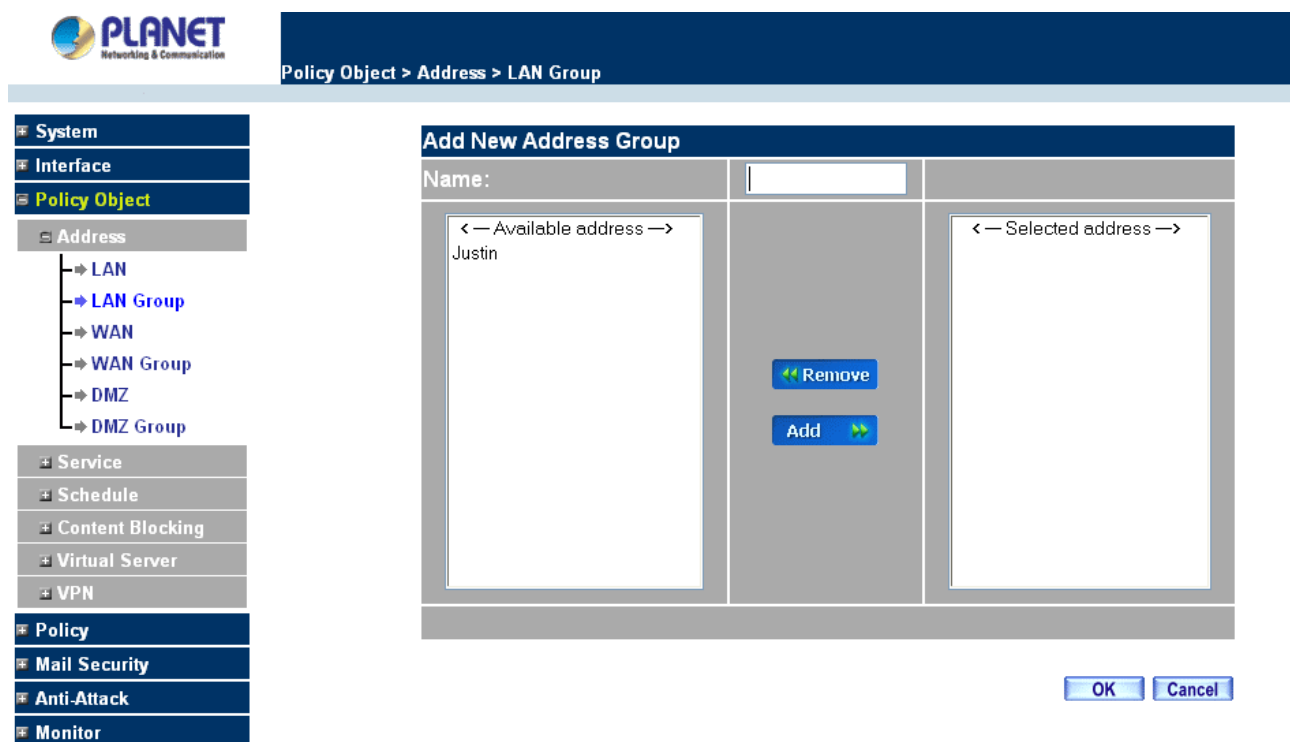 PLANET
Networking & Communication
Policy Object > Address > LAN Group
System
Interface
Policy Object
Address
LAN
LAN Group
WAN
WAN Group
DMZ
DMZ Group
Service
Schedule
Content Blocking
Virtual Server
VPN
Policy
Mail Security
Anti-Attack
Monitor
Add New Address Group
Name:
<— Available address —>
Justin
Remove
Add
<— Selected address —>
OK
Cancel